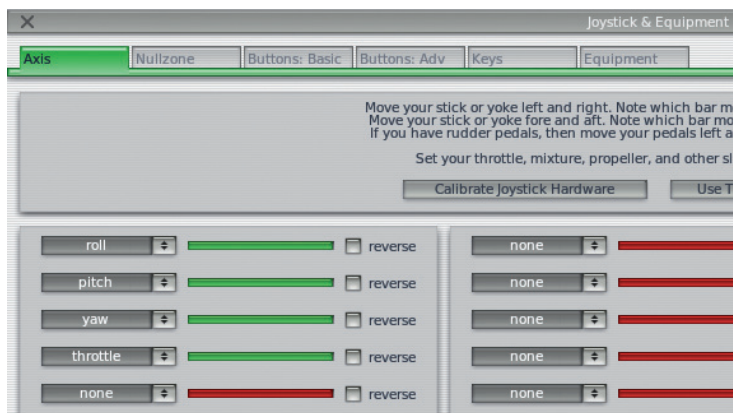 Joystick & Equipment
Axis
Nullzone
Buttons: Basic
Buttons: Adv
Keys
Equipment
Move your stick or yoke left and right. Note which bar m
Move your stick or yoke fore and aft. Note which bar mo
If you have rudder pedals, then move your pedals left a
Set your throttle, mixture, propeller, and other sl
Calibrate Joystick Hardware
Use T
roll
reverse
none
pitch
reverse
none
yaw
reverse
none
throttle
reverse
none
none
reverse
none